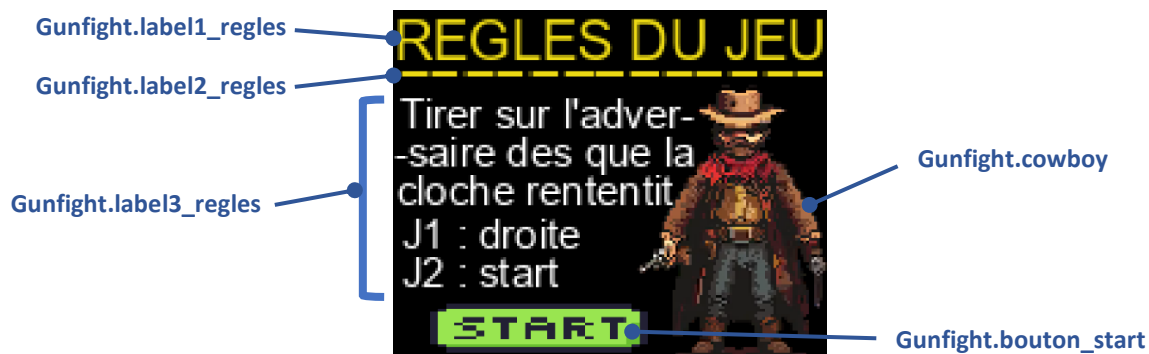 Gunfight.label1_regles
REGLES DU JEU
Gunfight.label2_regles
Tirer sur l'adver-
-saire des que la
cloche rententit
J1 : droite
J2 : start
Gunfight.label3_regles
Gunfight.cowboy
START
Gunfight.bouton_start